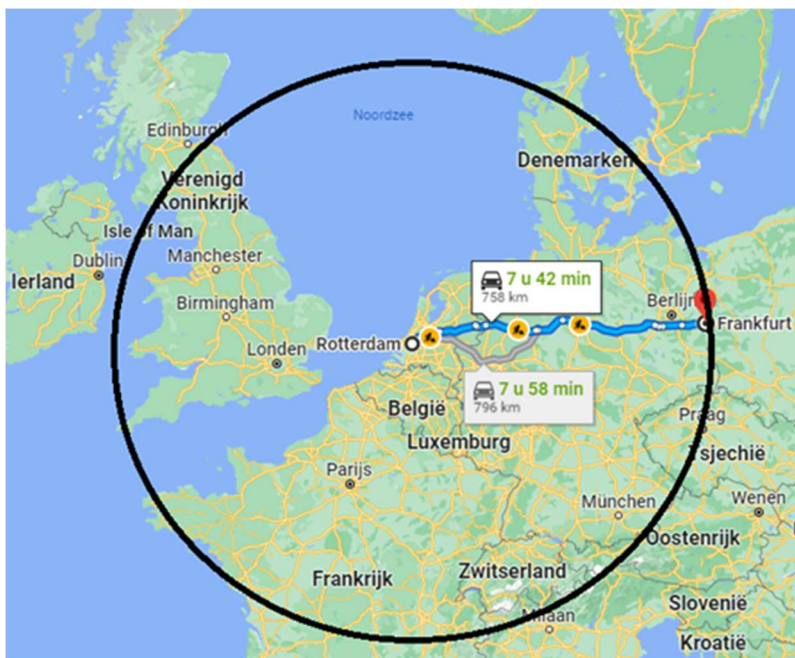 Noordzee
Edinburgh
Denemarken
Verenigd
Koninkrijk
Isle of Man
Dublin
Ierland
Manchester
7 u 42 min
758 km
Birmingham
Berlijn
Frankfurt
Rotterdam
Londen
7 u 58 min
796 km
België
Luxemburg
Praag
Tsjechië
Parijs
München
Wenen
Oostenrijk
Frankrijk
Zwitserland
Slovenië
Milaan
Kroatië